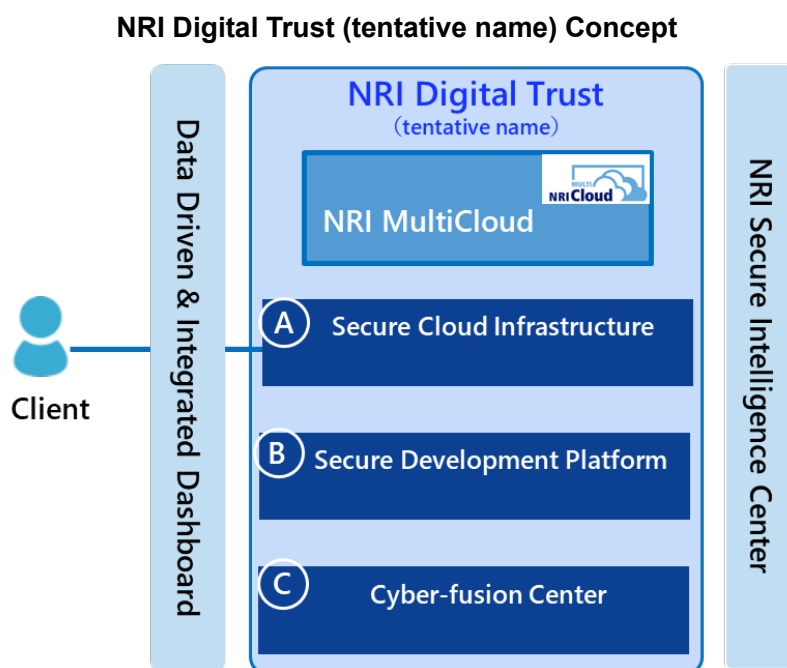 NRI Digital Trust (tentative name) Concept
Data Driven & Integrated Dashboard
NRI Digital Trust
（tentative name）
MULTI
NRI Cloud
NRI MultiCloud
A
Secure Cloud Infrastructure
Client
B
Secure Development Platform
C
Cyber-fusion Center
NRI Secure Intelligence Center